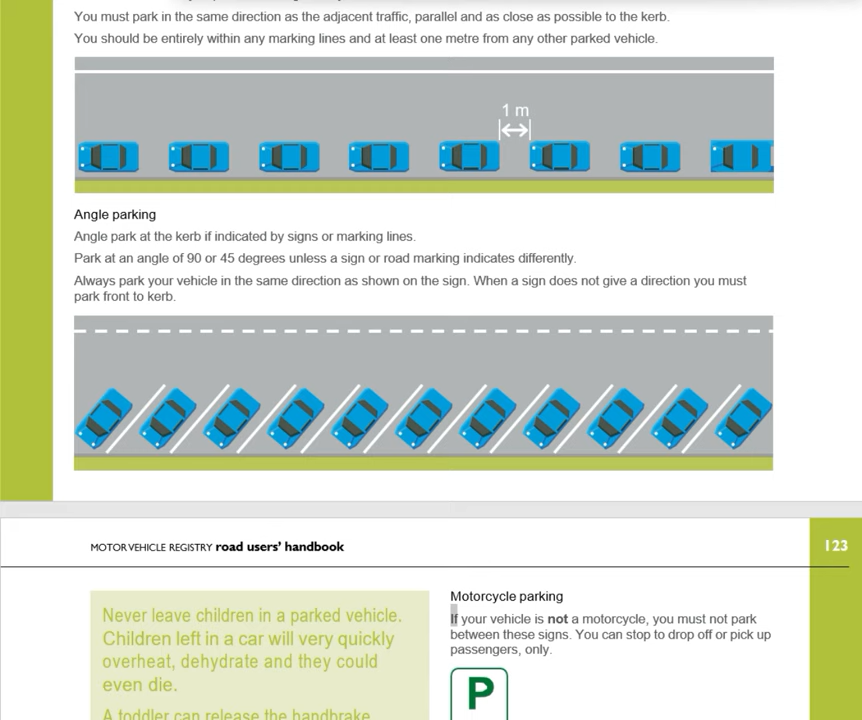 You must park in the same direction as the adjacent traffic, parallel and as close as possible to the kerb.
You should be entirely within any marking lines and at least one metre from any other parked vehicle.
1 m
Angle parking
Angle park at the kerb if indicated by signs or marking lines.
Park at an angle of 90 or 45 degrees unless a sign or road marking indicates differently.
Always park your vehicle in the same direction as shown on the sign. When a sign does not give a direction you must
park front to kerb.
MOTOR VEHICLE REGISTRY road users' handbook
123
Never leave children in a parked vehicle.
Children left in a car will very quickly
overheat, dehydrate and they could
even die.
A toddler can release the handbrake
Motorcycle parking
If your vehicle is not a motorcycle, you must not park
between these signs. You can stop to drop off or pick up
passengers, only.
P